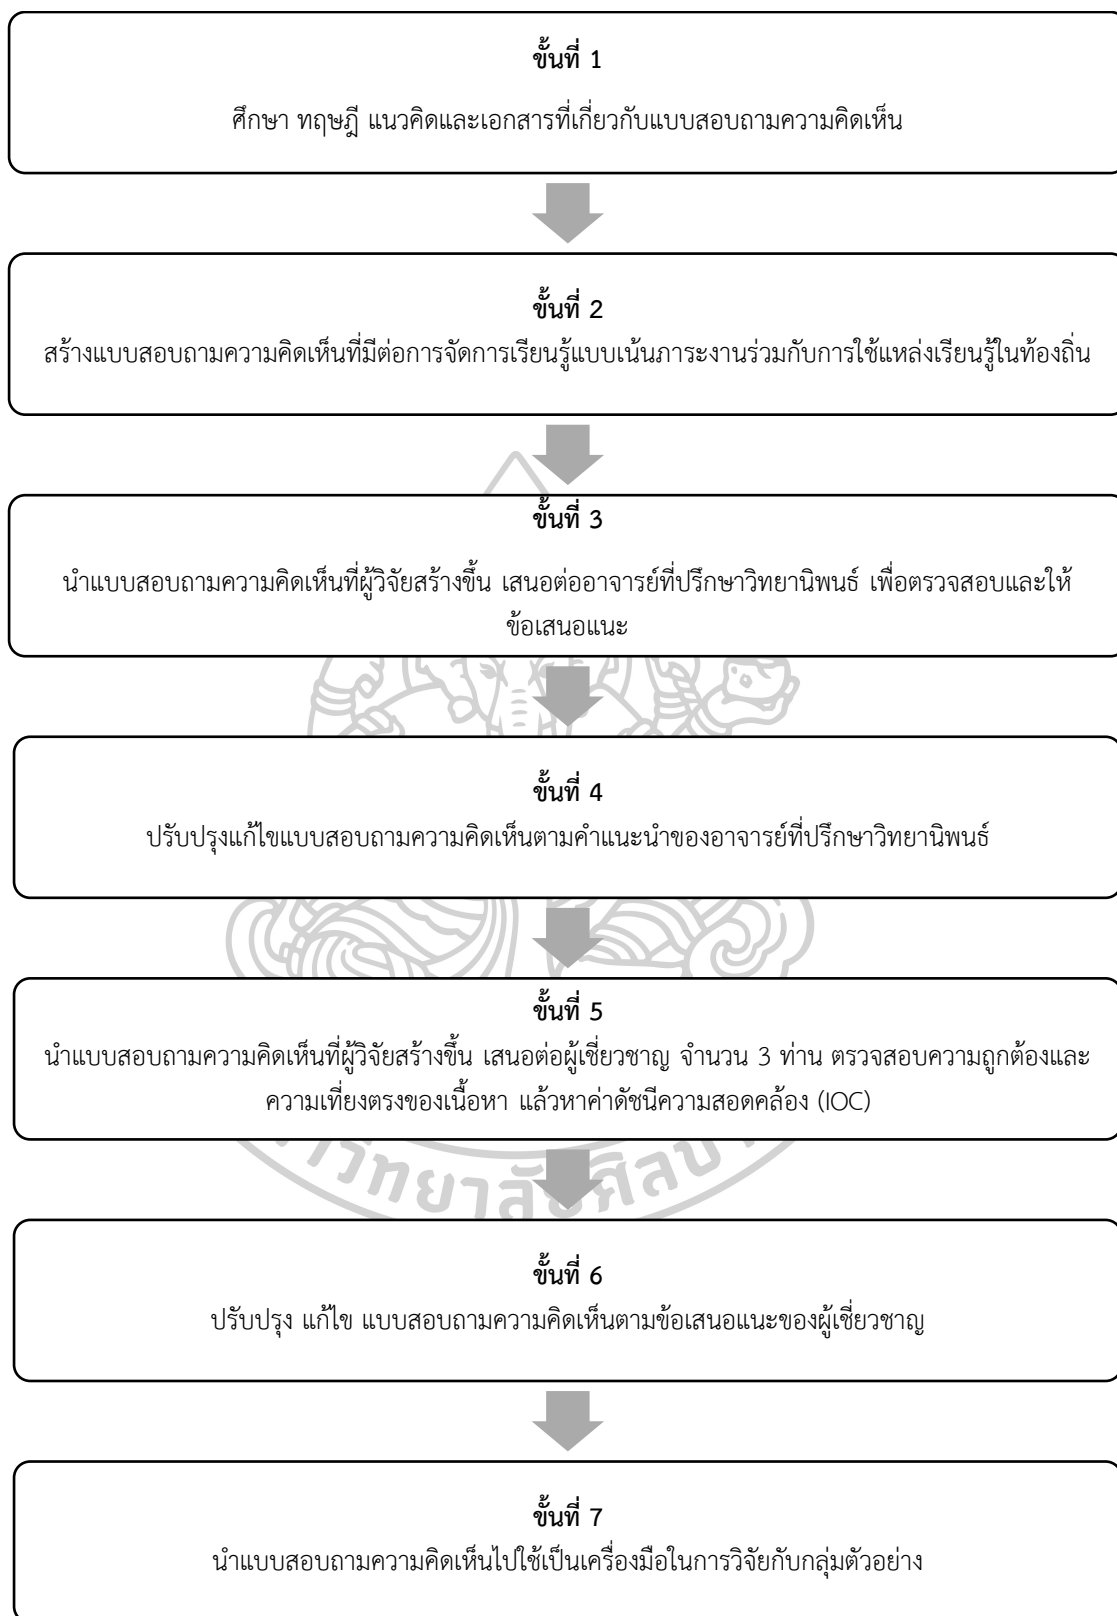 ขั้นที่ 1
ศึกษา ทฤษฎี แนวคิดและเอกสารที่เกี่ยวกับแบบสอบถามความคิดเห็น
ขั้นที่ 2
สร้างแบบสอบถามความคิดเห็นที่มีต่อการจัดการเรียนรู้แบบเน้นภาระงานร่วมกับการใช้แหล่งเรียนรู้ในท้องถิ่น
ขั้นที่ 3
นำแบบสอบถามความคิดเห็นที่ผู้วิจัยสร้างขึ้น เสนอต่ออาจารย์ที่ปรึกษาวิทยานิพนธ์ เพื่อตรวจสอบและให้
ข้อเสนอแนะ
ขั้นที่ 4
ปรับปรุงแก้ไขแบบสอบถามความคิดเห็นตามคำแนะนำของอาจารย์ที่ปรึกษาวิทยานิพนธ์
ขั้นที่ 5
นำแบบสอบถามความคิดเห็นที่ผู้วิจัยสร้างขึ้น เสนอต่อผู้เชี่ยวชาญ จำนวน 3 ท่าน ตรวจสอบความถูกต้องและ
ความเที่ยงตรงของเนื้อหา แล้วหาค่าดัชนีความสอดคล้อง (IOC)
ขั้นที่ 6
ปรับปรุง แก้ไข แบบสอบถามความคิดเห็นตามข้อเสนอแนะของผู้เชี่ยวชาญ
ขั้นที่ 7
นำแบบสอบถามความคิดเห็นไปใช้เป็นเครื่องมือในการวิจัยกับกลุ่มตัวอย่าง